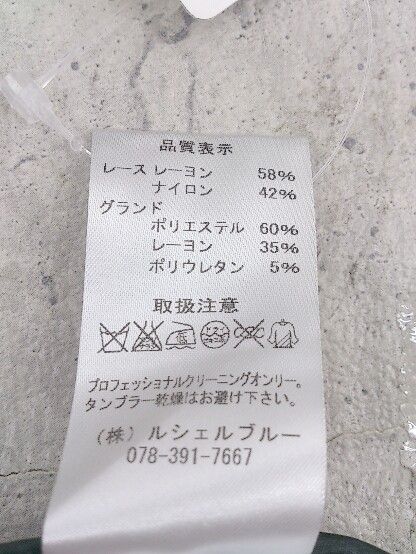 品質表示
レース レーヨン 58%
ナイロン 42%
グランド
ポリエステル 60%
レーヨン 35%
ポリウレタン 5%
取扱注意
プロフェッショナルクリーニングオンリー。
タンブラー乾燥はお避け下さい。
(株) ルシェルブルー
078-391-7667